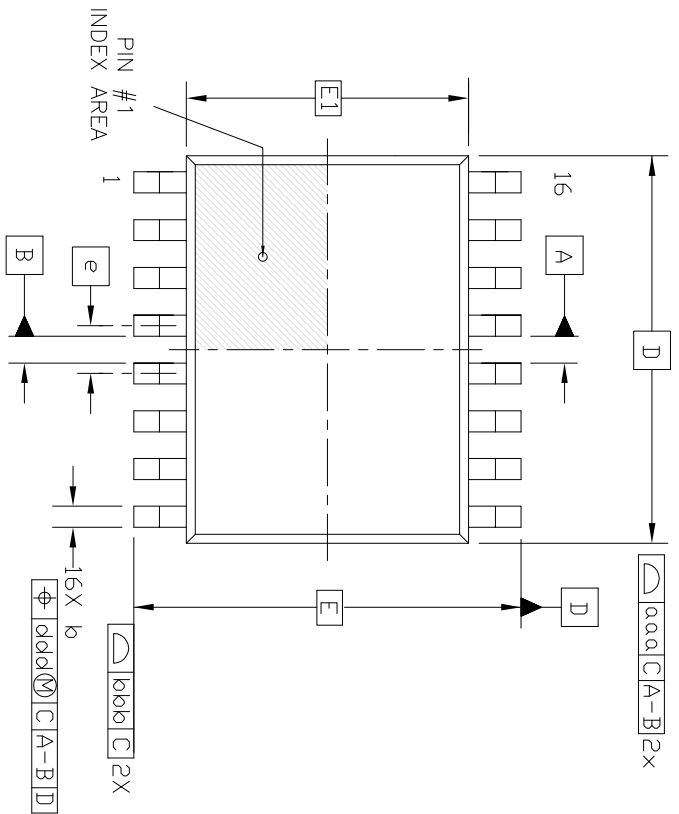 PIN #1
INDEX AREA
E1
16
1
B
e
A
D
D
E
16X b
⌖ ddd Ⓜ C A-B D
⌓ bbb C 2X
⌓ aaa C A-B 2x